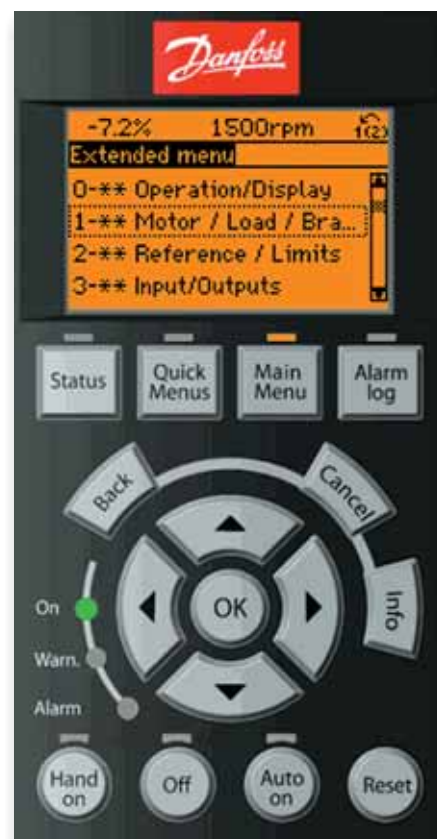 Danfoss
-7.2% 1500rpm 1(2)
Extended menu
0-** Operation/Display
1-** Motor / Load / Bra...
2-** Reference / Limits
3-** Input/Outputs
Status
Quick
Menus
Main
Menu
Alarm
log
Back
Cancel
Info
OK
On
Warn.
Alarm
Hand
on
Off
Auto
on
Reset